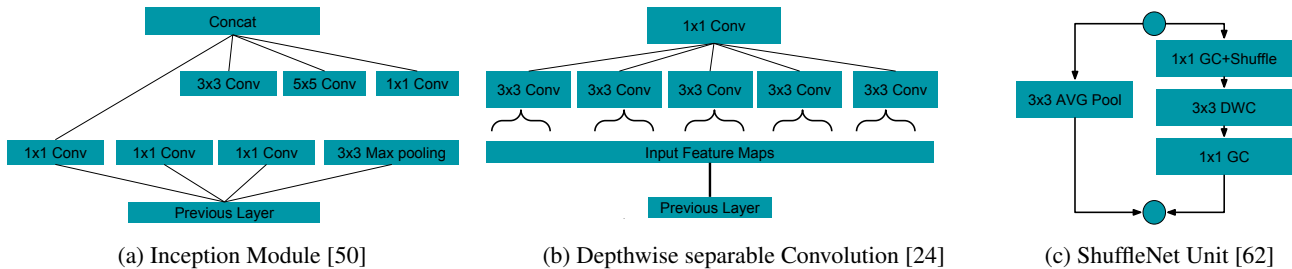 Concat
3x3 Conv 5x5 Conv 1x1 Conv
1x1 Conv 1x1 Conv 1x1 Conv 3x3 Max pooling
Previous Layer
(a) Inception Module [50]
1x1 Conv
3x3 Conv 3x3 Conv 3x3 Conv 3x3 Conv 3x3 Conv
Input Feature Maps
Previous Layer
(b) Depthwise separable Convolution [24]
1x1 GC+Shuffle
3x3 AVG Pool 3x3 DWC
1x1 GC
(c) ShuffleNet Unit [62]